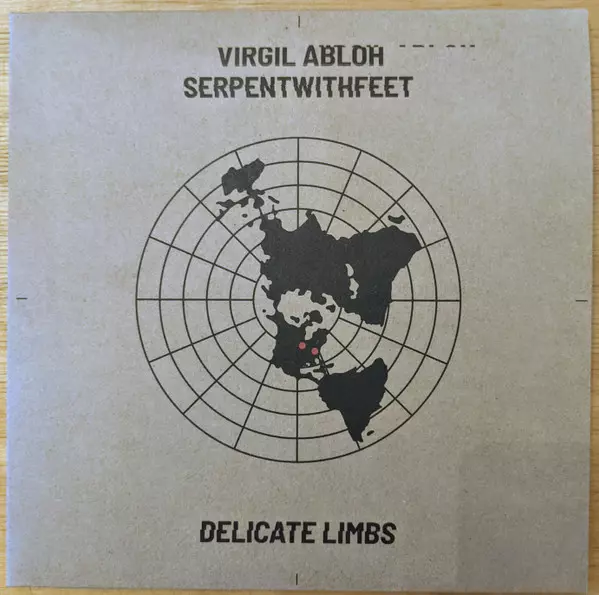 VIRGIL ABLOH
SERPENTWITHFEET
DELICATE LIMBS